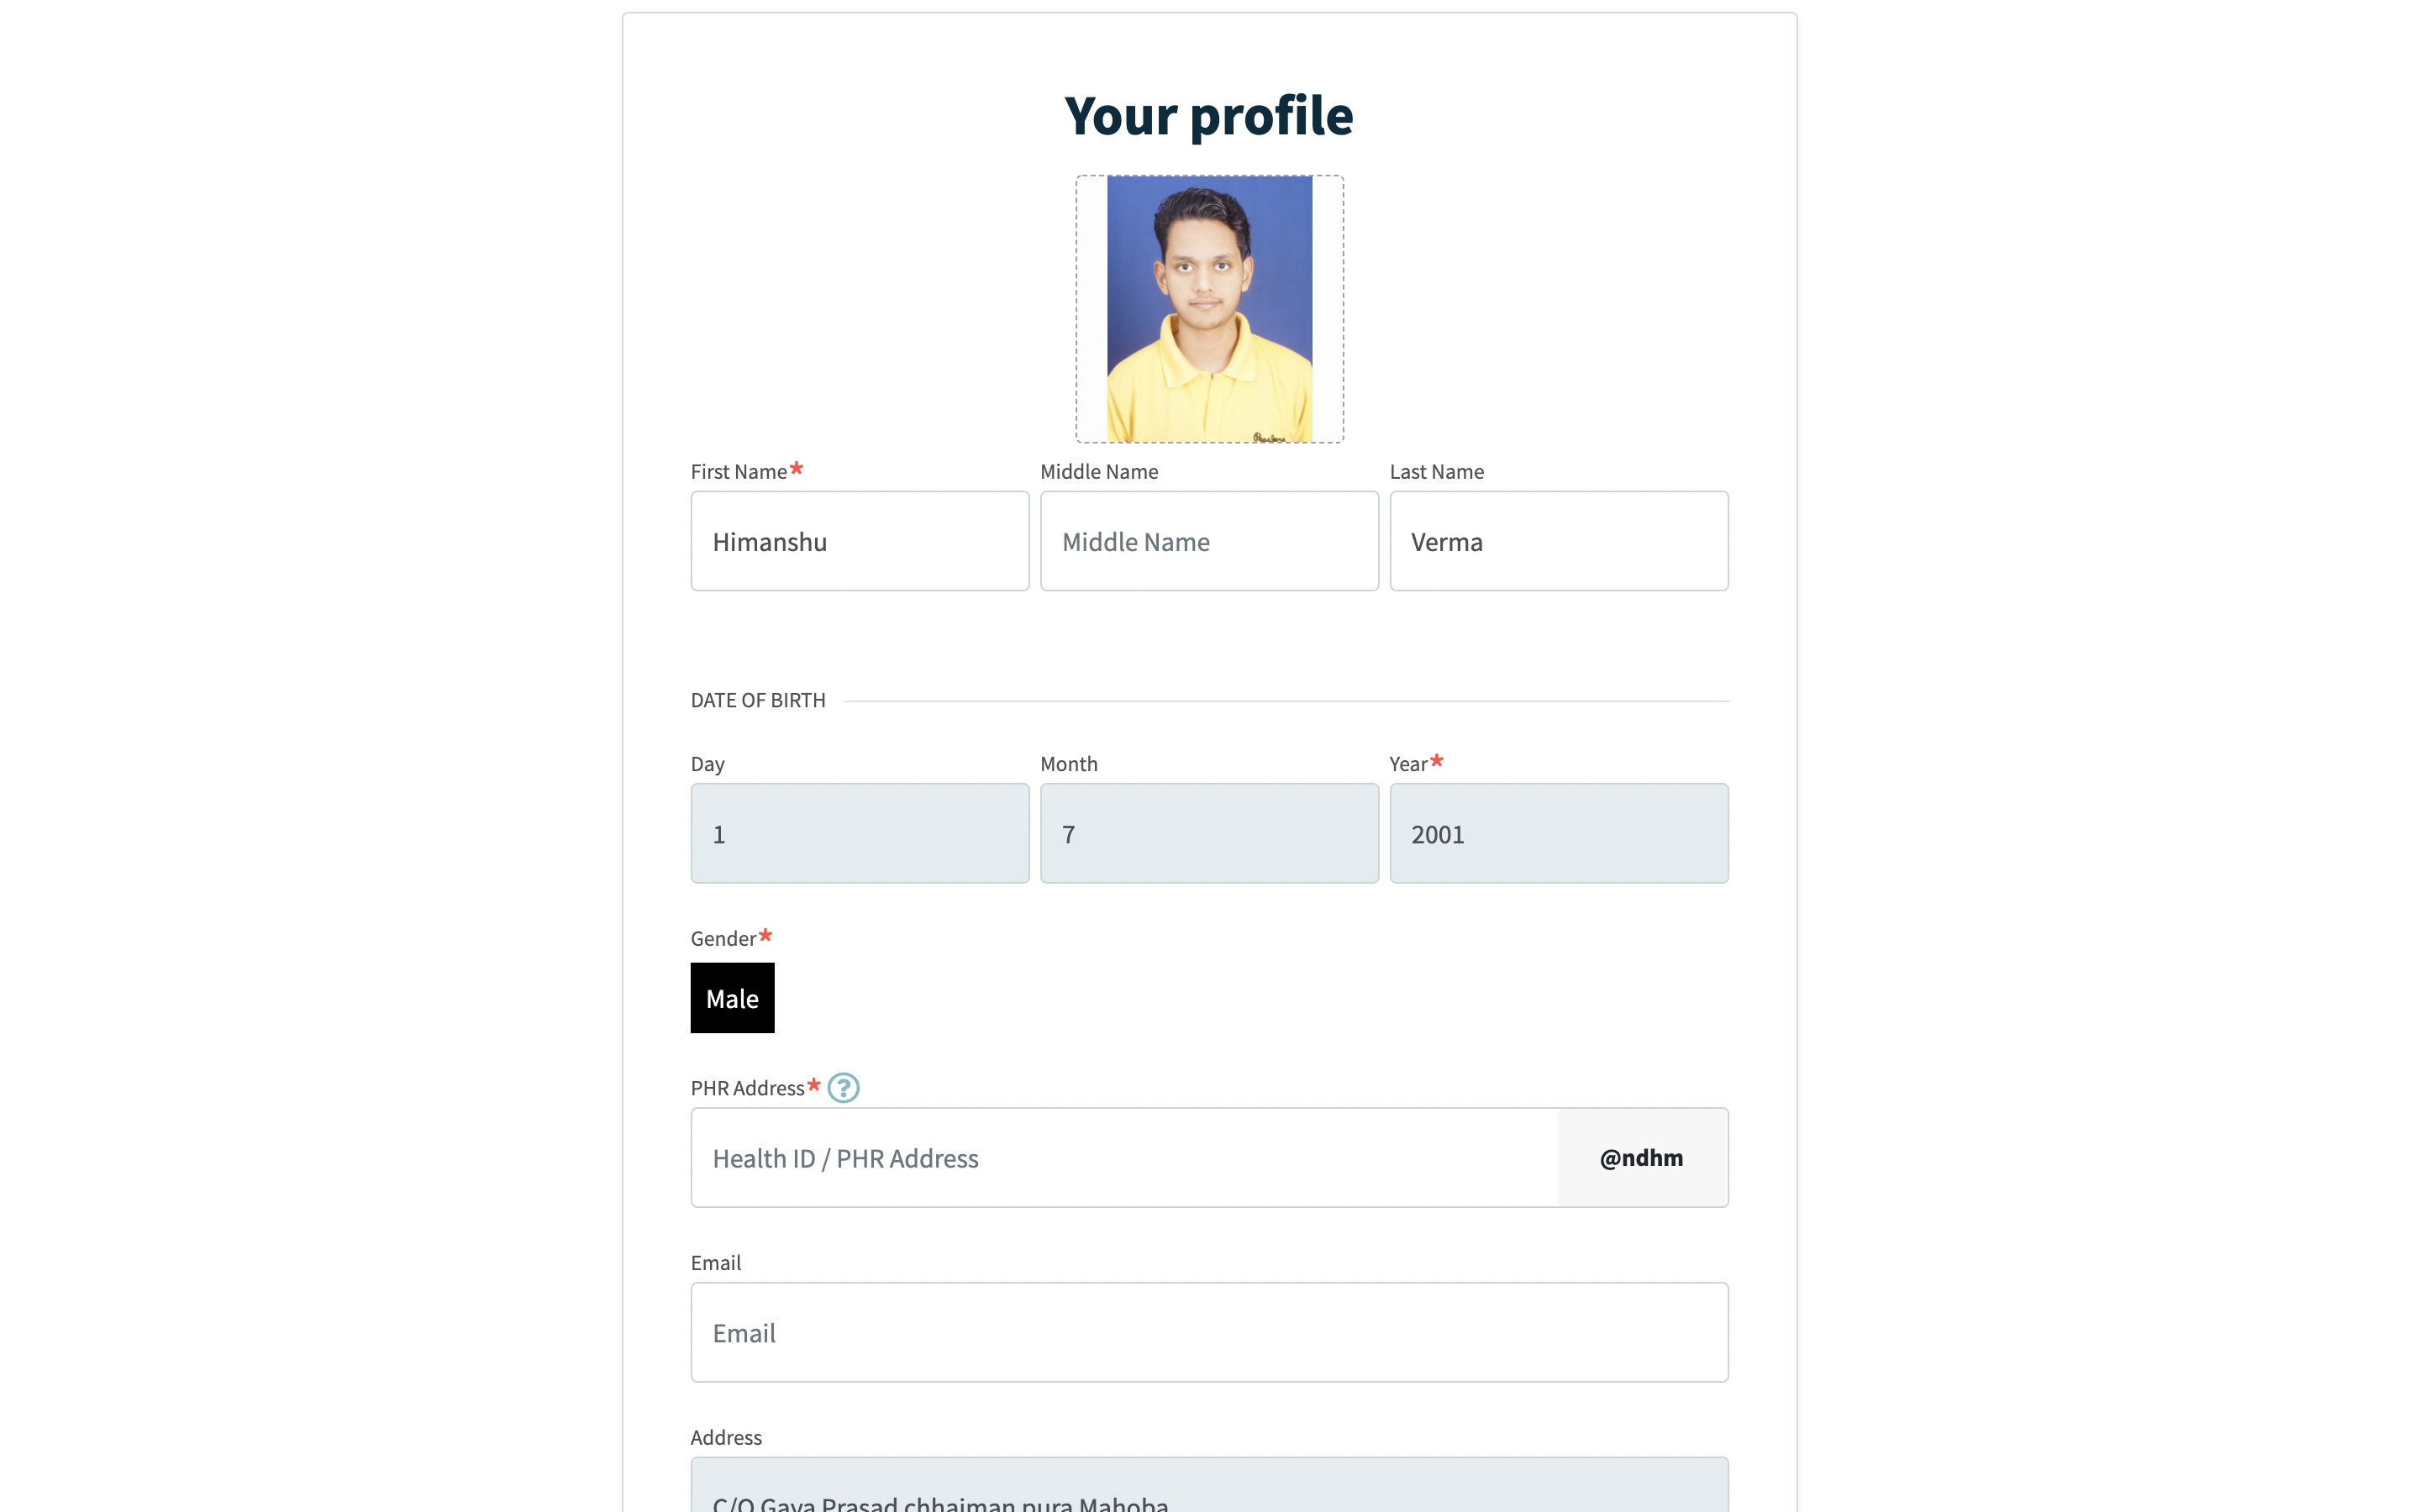 Your profile
First Name* Middle Name Last Name
Himanshu Middle Name Verma
DATE OF BIRTH
Day Month Year*
1 7 2001
Gender*
Male
PHR Address* ?
Health ID / PHR Address @ndhm
Email
Email
Address
C/O Gaya Prasad chhajman pura Mahoba